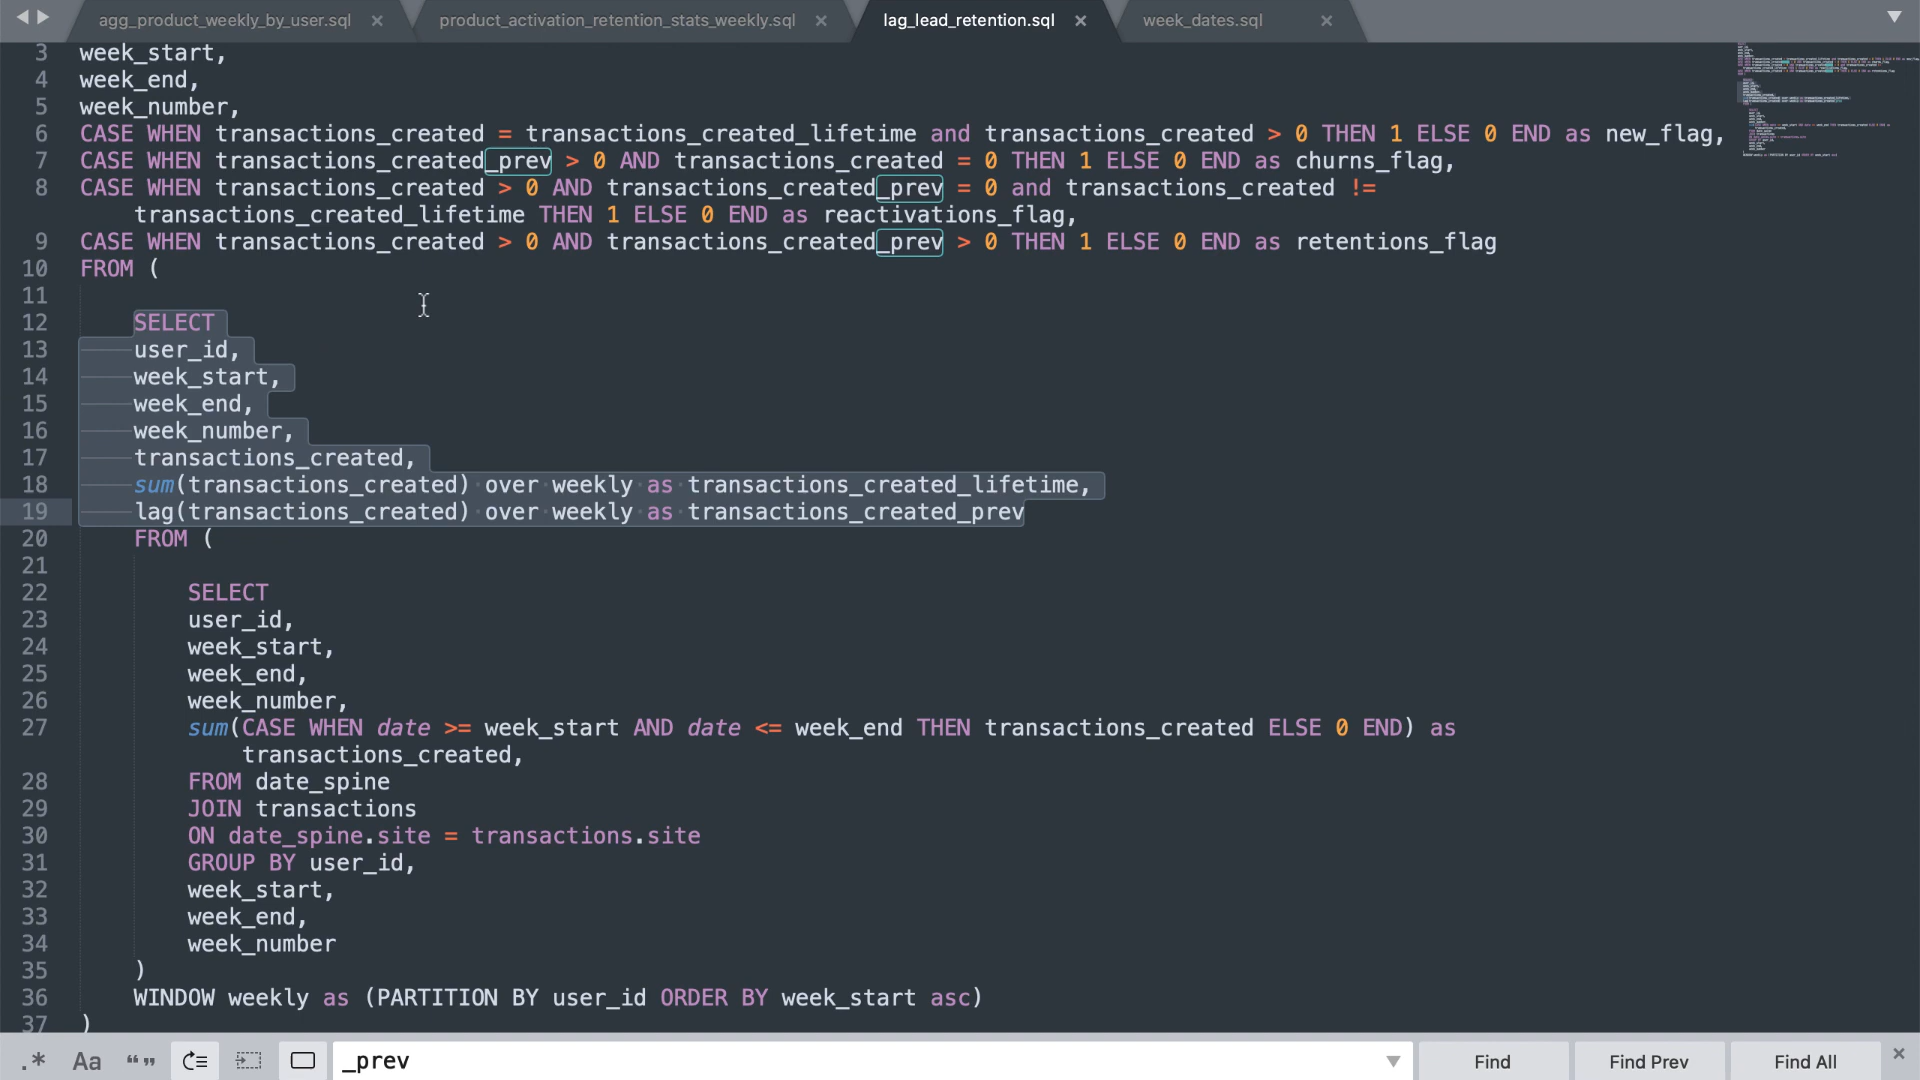 agg_product_weekly_by_user.sql × product_activation_retention_stats_weekly.sql × lag_lead_retention.sql × week_dates.sql ×
3 week_start,
4 week_end,
5 week_number,
6 CASE WHEN transactions_created = transactions_created_lifetime and transactions_created > 0 THEN 1 ELSE 0 END as new_flag,
7 CASE WHEN transactions_created_prev > 0 AND transactions_created = 0 THEN 1 ELSE 0 END as churns_flag,
8 CASE WHEN transactions_created > 0 AND transactions_created_prev = 0 and transactions_created !=
transactions_created_lifetime THEN 1 ELSE 0 END as reactivations_flag,
9 CASE WHEN transactions_created > 0 AND transactions_created_prev > 0 THEN 1 ELSE 0 END as retentions_flag
10 FROM (
11
12 SELECT
13 user_id,
14 week_start,
15 week_end,
16 week_number,
17 transactions_created,
18 sum(transactions_created) over weekly as transactions_created_lifetime,
19 lag(transactions_created) over weekly as transactions_created_prev
20 FROM (
21
22 SELECT
23 user_id,
24 week_start,
25 week_end,
26 week_number,
27 sum(CASE WHEN date >= week_start AND date <= week_end THEN transactions_created ELSE 0 END) as
transactions_created,
28 FROM date_spine
29 JOIN transactions
30 ON date_spine.site = transactions.site
31 GROUP BY user_id,
32 week_start,
33 week_end,
34 week_number
35 )
36 WINDOW weekly as (PARTITION BY user_id ORDER BY week_start asc)
37 )
.* Aa “” _prev Find Find Prev Find All ×